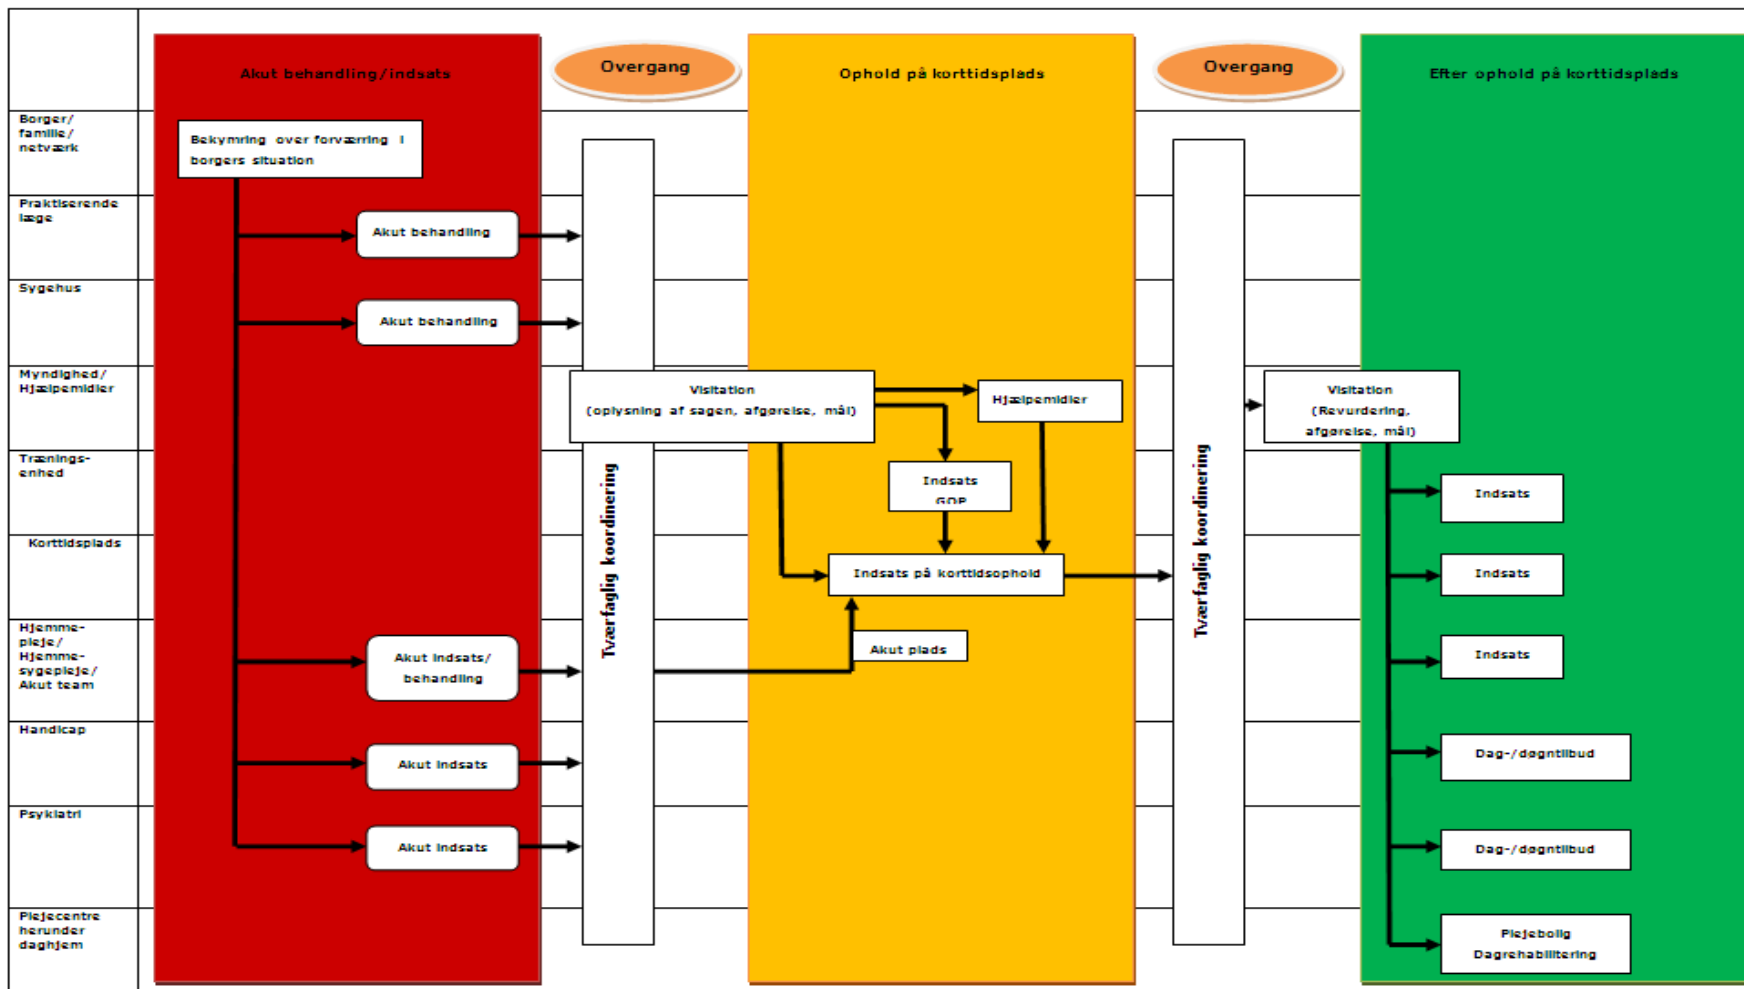 Akut behandling/indsats
Overgang
Ophold på korttidsplads
Overgang
Efter ophold på korttidsplads
Borger/
familie/
netværk
Bekymring over forværring i
borgers situation
Praktiserende
læge
Akut behandling
Sygehus
Akut behandling
Myndighed/
Hjælpemidler
Visitation
(oplysning af sagen, afgørelse, mål)
Hjælpemidler
Visitation
(Revurdering,
afgørelse, mål)
Trænings-
enhed
Indsats
GOP
Indsats
Tværfaglig koordinering
Tværfaglig koordinering
Korttidsplads
Indsats på korttidsophold
Indsats
Hjemme-
pleje/
Hjemme-
sygepleje/
Akut team
Akut indsats/
behandling
Akut plads
Indsats
Handicap
Akut indsats
Dag-/døgntilbud
Psykiatri
Akut indsats
Dag-/døgntilbud
Plejecentre
herunder
daghjem
Plejebolig
Dagrehabilitering